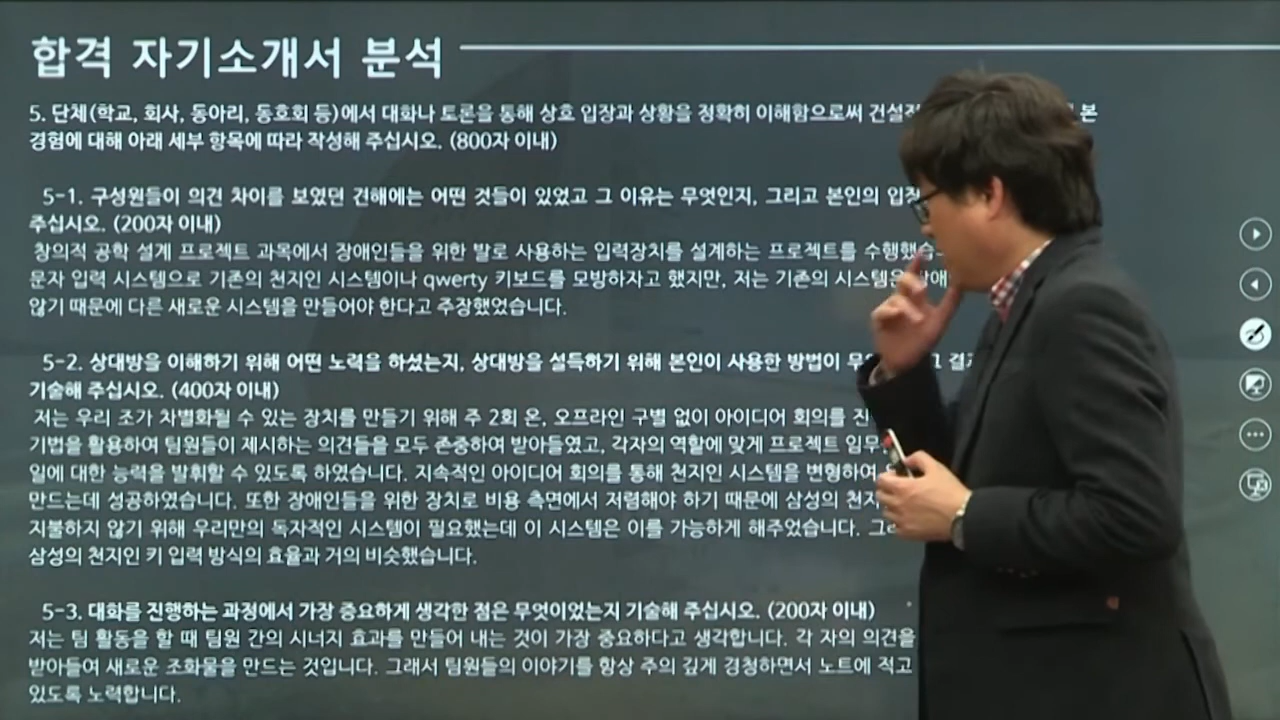 합격 자기소개서 분석
5. 단체(학교, 회사, 동아리, 동호회 등)에서 대화나 토론을 통해 상호 입장과 상황을 정확히 이해함으로써 본
경험에 대해 아래 세부 항목에 따라 작성해 주십시오. (800자 이내)
5-1. 구성원들이 의견 차이를 보였던 견해에는 어떤 것들이 있었고 그 이유는 무엇인지, 그리고 본인의
주십시오. (200자 이내)
창의적 공학 설계 프로젝트 과목에서 장애인들을 위한 발로 사용하는 입력장치를 설계하는 프로젝트를
문자 입력 시스템으로 기존의 천지인 시스템이나 qwerty 키보드를 모방하자고 했지만, 저는 기존의
않기 때문에 다른 새로운 시스템을 만들어야 한다고 주장했었습니다.
5-2. 상대방을 이해하기 위해 어떤 노력을 하셨는지, 상대방을 설득하기 위해 본인이 사용한 방법이
기술해 주십시오. (400자 이내)
저는 우리 조가 차별화될 수 있는 장치를 만들기 위해 주 2회 온, 오프라인 구별 없이 아이디어 회의를
기법을 활용하여 팀원들이 제시하는 의견들을 모두 존중하여 받아들였고, 각자의 역할에 맞게 프로젝트
일에 대한 능력을 발휘할 수 있도록 하였습니다. 지속적인 아이디어 회의를 통해 천지인 시스템을 변형하여
만드는데 성공하였습니다. 또한 장애인들을 위한 장치로 비용 측면에서 저렴해야 하기 때문에 삼성의
지불하지 않기 위해 우리만의 독자적인 시스템이 필요했는데 이 시스템은 이를 가능하게 해주었습니다.
삼성의 천지인 키 입력 방식의 효율과 거의 비슷했습니다.
5-3. 대화를 진행하는 과정에서 가장 중요하게 생각한 점은 무엇이었는지 기술해 주십시오. (200자 이내)
저는 팀 활동을 할 때 팀원 간의 시너지 효과를 만들어 내는 것이 가장 중요하다고 생각합니다. 각 자의 의견을
받아들여 새로운 조화물을 만드는 것입니다. 그래서 팀원들의 이야기를 항상 주의 깊게 경청하면서 노트에 적고
있도록 노력합니다.